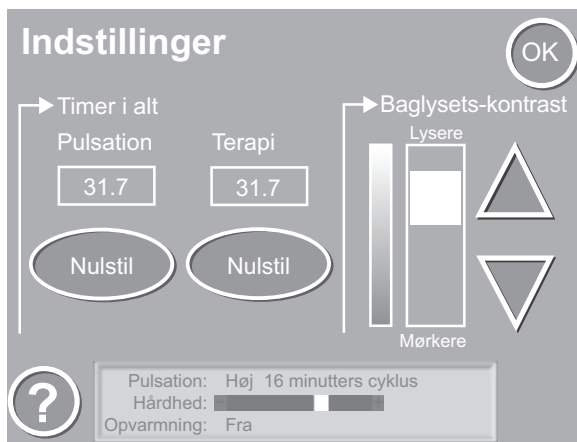 Indstillinger
OK
Timer i alt
Pulsation
Terapi
31.7
31.7
Nulstil
Nulstil
Baglysets-kontrast
Lysere
Mørkere
?
Pulsation: Høj 16 minutters cyklus
Hårdhed: - +
Opvarmning: Fra